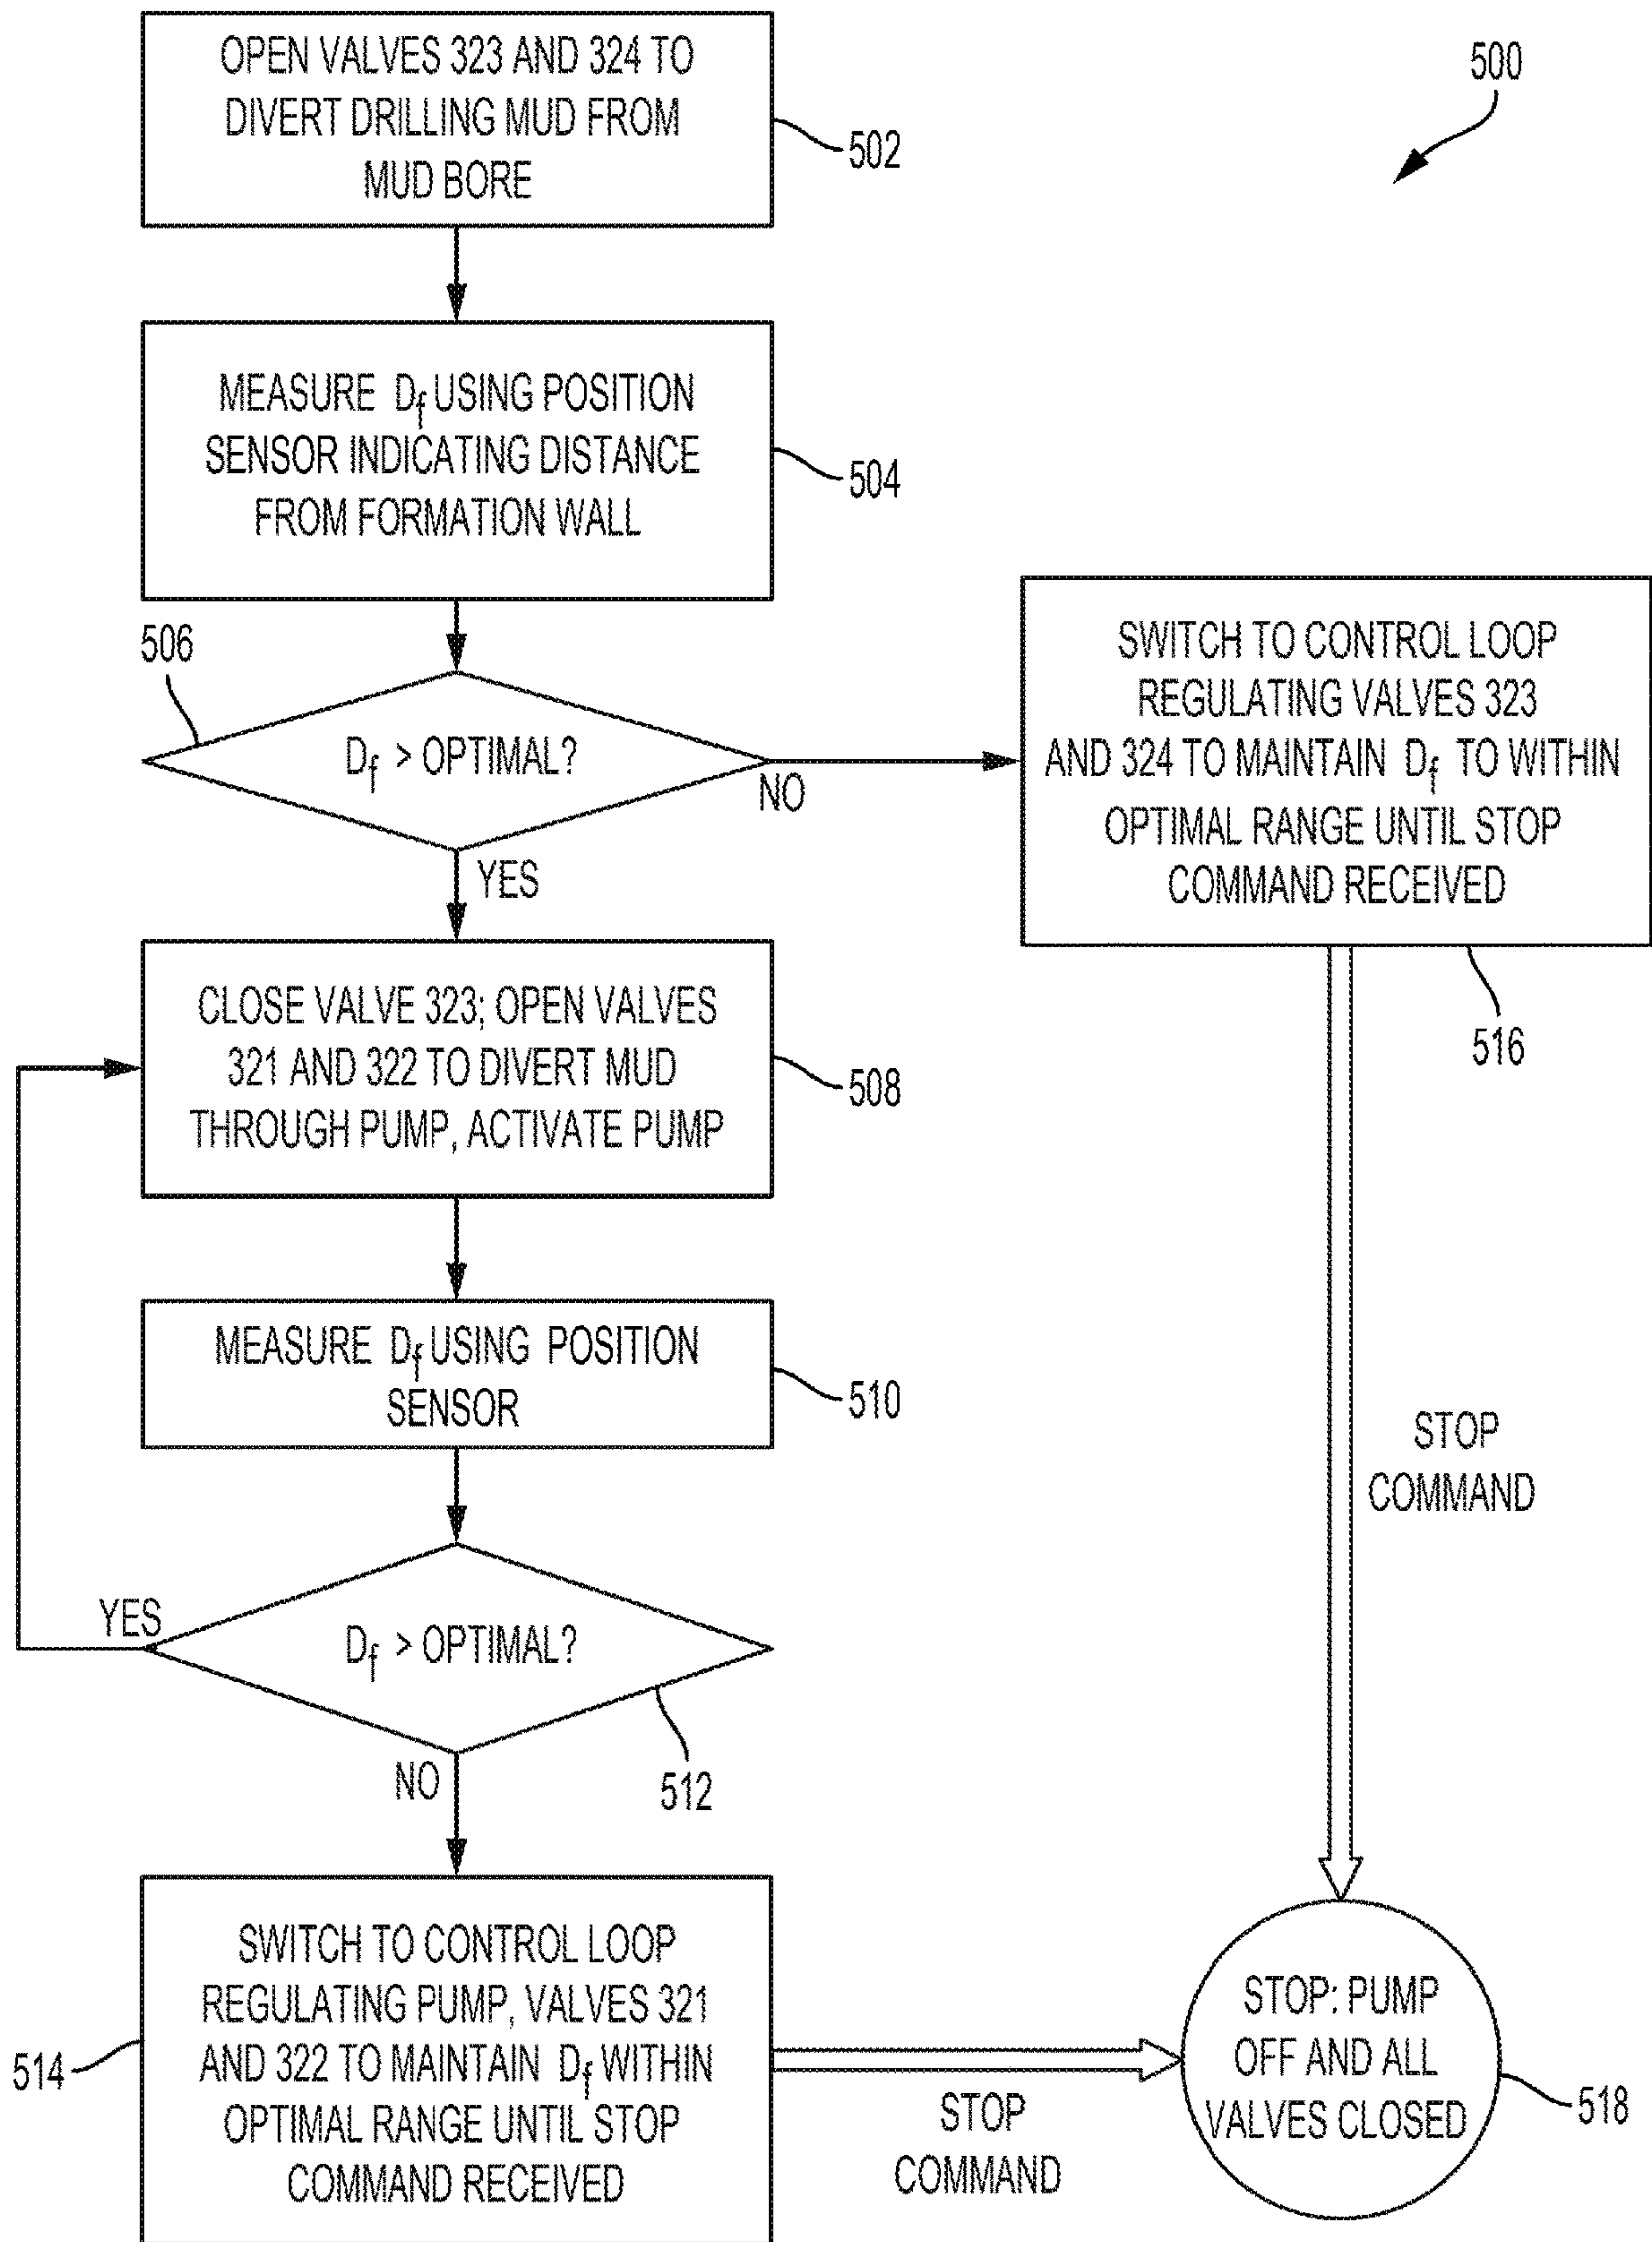 OPEN VALVES 323 AND 324 TO
DIVERT DRILLING MUD FROM
MUD BORE
502
500
MEASURE Df USING POSITION
SENSOR INDICATING DISTANCE
FROM FORMATION WALL
504
506
Df > OPTIMAL?
NO
YES
SWITCH TO CONTROL LOOP
REGULATING VALVES 323
AND 324 TO MAINTAIN Df TO WITHIN
OPTIMAL RANGE UNTIL STOP
COMMAND RECEIVED
516
CLOSE VALVE 323; OPEN VALVES
321 AND 322 TO DIVERT MUD
THROUGH PUMP, ACTIVATE PUMP
508
MEASURE Df USING POSITION
SENSOR
510
STOP
COMMAND
YES
Df > OPTIMAL?
512
NO
SWITCH TO CONTROL LOOP
REGULATING PUMP, VALVES 321
AND 322 TO MAINTAIN Df WITHIN
OPTIMAL RANGE UNTIL STOP
COMMAND RECEIVED
514
STOP
COMMAND
STOP: PUMP
OFF AND ALL
VALVES CLOSED
518